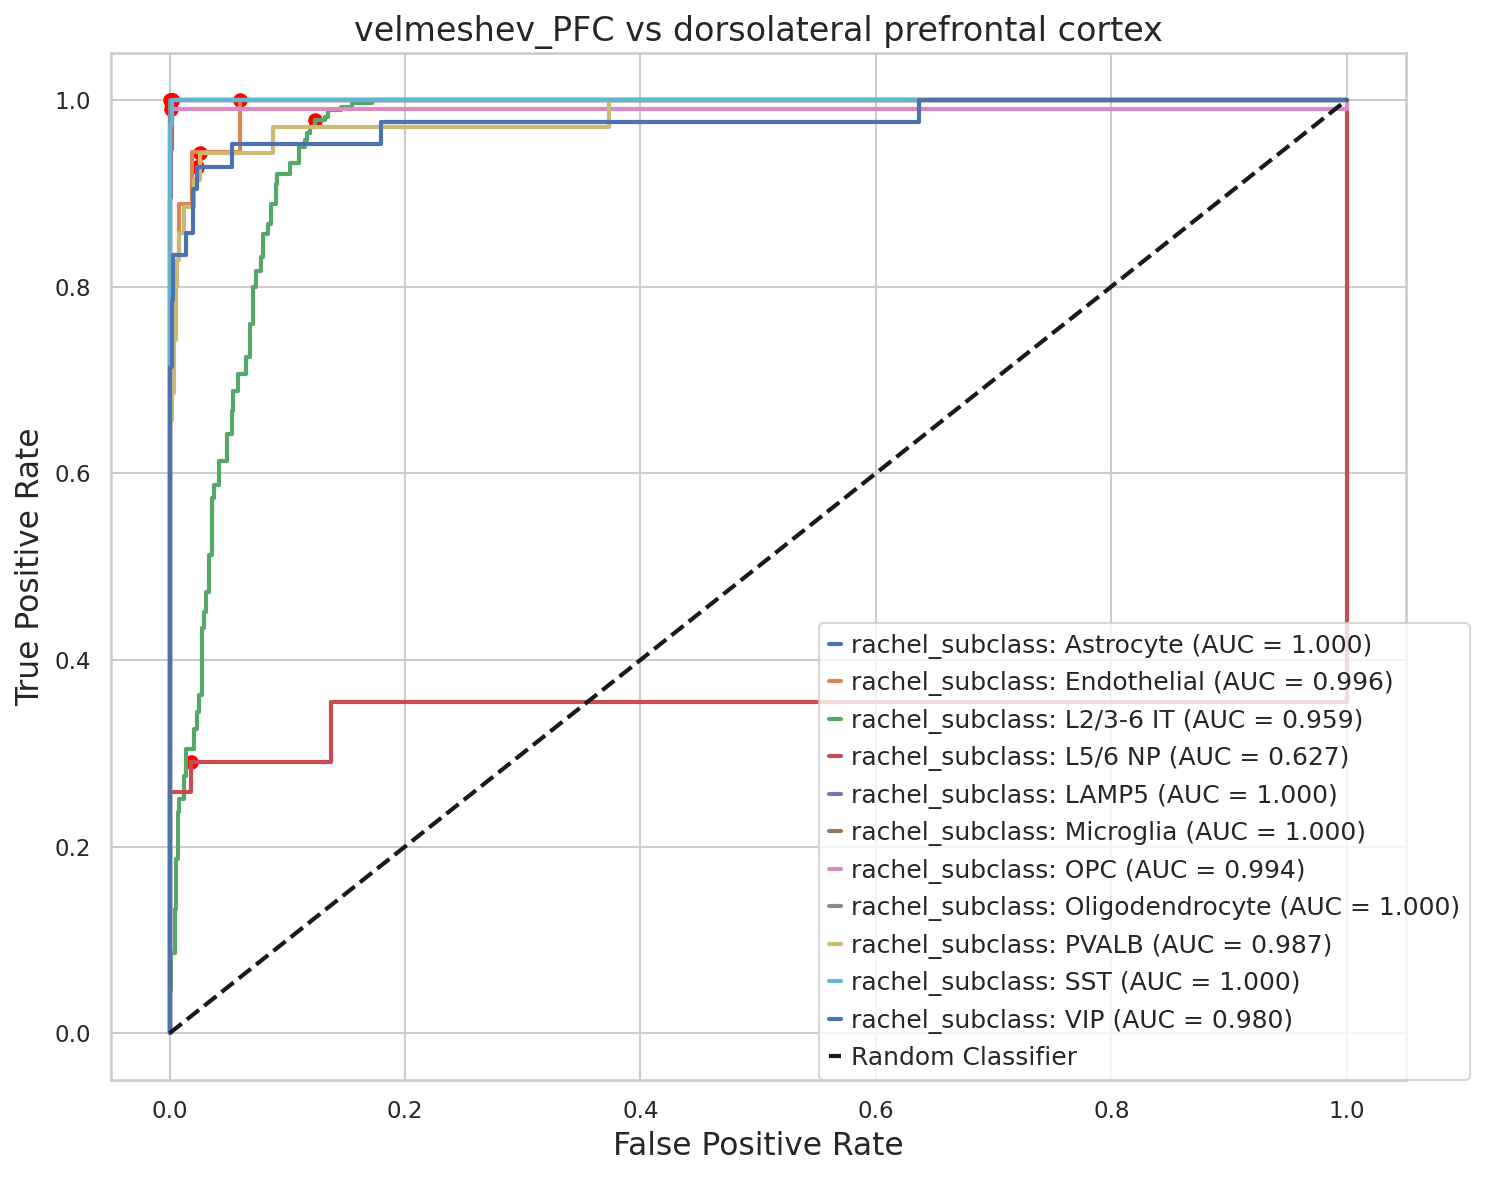 velmeshev_PFC vs dorsolateral prefrontal cortex
True Positive Rate
1.0
0.8
0.6
0.4
0.2
0.0
rachel_subclass: Astrocyte (AUC = 1.000)
rachel_subclass: Endothelial (AUC = 0.996)
rachel_subclass: L2/3-6 IT (AUC = 0.959)
rachel_subclass: L5/6 NP (AUC = 0.627)
rachel_subclass: LAMP5 (AUC = 1.000)
rachel_subclass: Microglia (AUC = 1.000)
rachel_subclass: OPC (AUC = 0.994)
rachel_subclass: Oligodendrocyte (AUC = 1.000)
rachel_subclass: PVALB (AUC = 0.987)
rachel_subclass: SST (AUC = 1.000)
rachel_subclass: VIP (AUC = 0.980)
Random Classifier
0.0 0.2 0.4 0.6 0.8 1.0
False Positive Rate